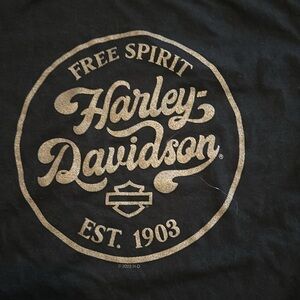 FREE SPIRIT
Harley-
Davidson®
EST. 1903